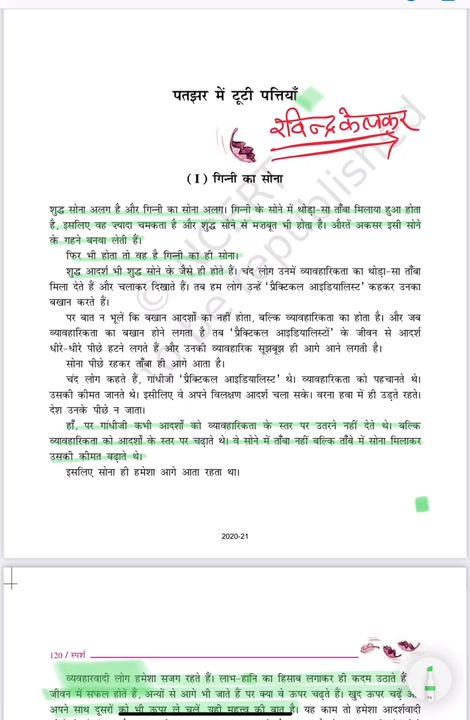 पतझर में टूटी पत्तियाँ
रविन्द्र केलकर
(I) गिन्नी का सोना
शुद्ध सोना अलग है और गिन्नी का सोना अलग। गिन्नी के सोने में थोड़ा-सा ताँबा मिलाया हुआ होता
है, इसलिए वह ज्यादा चमकता है और शुद्ध सोने से मजबूत भी होता है। औरतें अकसर इसी सोने
के गहने बनवा लेती हैं।
फिर भी होता तो वह है गिन्नी का ही सोना।
शुद्ध आदर्श भी शुद्ध सोने के जैसे ही होते हैं। चंद लोग उनमें व्यावहारिकता का थोड़ा-सा ताँबा
मिला देते हैं और चलाकर दिखाते हैं। तब हम लोग उन्हें 'प्रैक्टिकल आइडियालिस्ट' कहकर उनका
बखान करते हैं।
पर बात न भूलें कि बखान आदर्शों का नहीं होता, बल्कि व्यावहारिकता का होता है। और जब
व्यावहारिकता का बखान होने लगता है तब 'प्रैक्टिकल आइडियालिस्टों' के जीवन से आदर्श
धीरे-धीरे पीछे हटने लगते हैं और उनकी व्यावहारिक सूझबूझ ही आगे आने लगती है।
सोना पीछे रहकर ताँबा ही आगे आता है।
चंद लोग कहते हैं, गांधीजी 'प्रैक्टिकल आइडियालिस्ट' थे। व्यावहारिकता को पहचानते थे।
उसकी कीमत जानते थे। इसीलिए वे अपने विलक्षण आदर्श चला सके। वरना हवा में ही उड़ते रहते।
देश उनके पीछे न जाता।
हाँ, पर गांधीजी कभी आदर्शों को व्यावहारिकता के स्तर पर उतरने नहीं देते थे। बल्कि
व्यावहारिकता को आदर्शों के स्तर पर चढ़ाते थे। वे सोने में ताँबा नहीं बल्कि ताँबे में सोना मिलाकर
उसकी कीमत बढ़ाते थे।
इसलिए सोना ही हमेशा आगे आता रहता था।
2020-21
120 / स्पर्श
व्यवहारवादी लोग हमेशा सजग रहते हैं। लाभ-हानि का हिसाब लगाकर ही कदम उठाते हैं
जीवन में सफल होते हैं, अन्यों से आगे भी जाते हैं पर क्या वे ऊपर चढ़ते हैं। खुद ऊपर चढ़ें
अपने साथ दूसरों को भी ऊपर ले चलें, यही महत्त्व की बात है। यह काम तो हमेशा आदर्शवादी